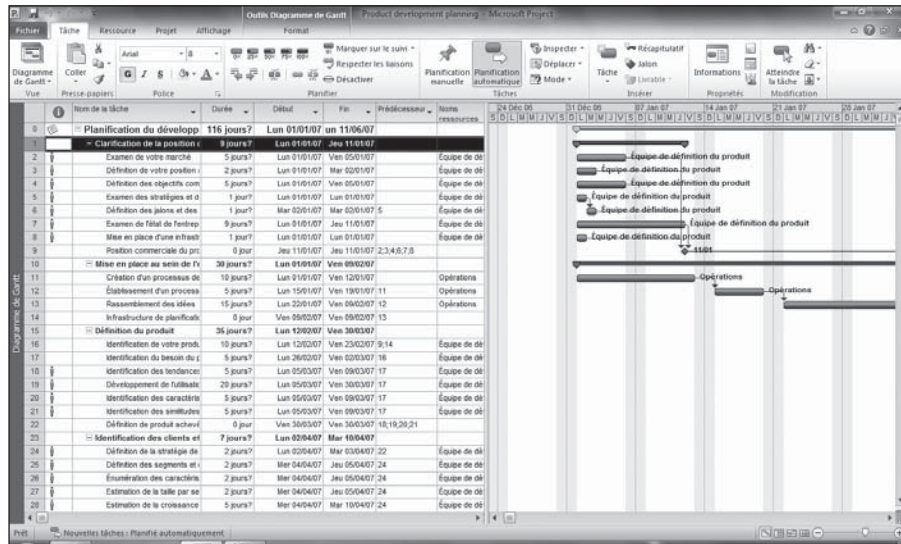 Outils Diagramme de Gantt Product development planning - Microsoft Project
Fichier Tâche Ressource Projet Affichage Format
Diagramme de Gantt
Vue
Coller
Presse-papiers
Arial 8
G I S
Police
Marquer sur le suivi
Respecter les liaisons
Désactiver
Planifier
Planification manuelle
Planification automatique
Inspecter
Déplacer
Mode
Tâches
Tâche
Récapitulatif
Jalon
Livrable
Insérer
Informations
Propriétés
Atteindre la tâche
Modification
Nom de la tâche Durée Début Fin Prédécesseur Noms ressources 24 Déc 06 31 Déc 06 07 Jan 07 14 Jan 07 21 Jan 07 28 Jan 07
0 Planification du développ 116 jours? Lun 01/01/07 un 11/06/07
1 Clarification de la position 9 jours? Lun 01/01/07 Jeu 11/01/07
2 Examen de votre marché 5 jours? Lun 01/01/07 Ven 05/01/07 Équipe de dé Équipe de définition du produit
3 Définition de votre position 2 jours? Lun 01/01/07 Mar 02/01/07 Équipe de dé Équipe de définition du produit
4 Définition des objectifs com 5 jours? Lun 01/01/07 Ven 05/01/07 Équipe de dé Équipe de définition du produit
5 Examen des stratégies et d 1 jour? Lun 01/01/07 Lun 01/01/07 Équipe de dé Équipe de définition du produit
6 Définition des jalons et des 1 jour? Mar 02/01/07 Mar 02/01/07 5 Équipe de dé Équipe de définition du produit
7 Examen de l'état de l'entrep 9 jours? Lun 01/01/07 Jeu 11/01/07 Équipe de dé Équipe de définition du produit
8 Mise en place d'une infrast 1 jour? Lun 01/01/07 Lun 01/01/07 Équipe de dé Équipe de définition du produit
9 Position commerciale du pro 0 jour Jeu 11/01/07 Jeu 11/01/07 2;3;4;6;7;8 11/01
10 Mise en place au sein de l'e 30 jours? Lun 01/01/07 Ven 09/02/07
11 Création d'un processus de 10 jours? Lun 01/01/07 Ven 12/01/07 Opérations Opérations
12 Établissement d'un process 5 jours? Lun 15/01/07 Ven 19/01/07 11 Opérations Opérations
13 Rassemblement des idées 15 jours? Lun 22/01/07 Ven 09/02/07 12 Opérations
14 Infrastructure de planificatio 0 jour Ven 09/02/07 Ven 09/02/07 13
15 Définition du produit 35 jours? Lun 12/02/07 Ven 30/03/07
16 Identification de votre produ 10 jours? Lun 12/02/07 Ven 23/02/07 9;14 Équipe de dé
17 Identification du besoin du p 5 jours? Lun 26/02/07 Ven 02/03/07 16 Équipe de dé
18 Identification des tendances 5 jours? Lun 05/03/07 Ven 09/03/07 17 Équipe de dé
19 Développement de l'utilisate 20 jours? Lun 05/03/07 Ven 30/03/07 17 Équipe de dé
20 Identification des caractéris 5 jours? Lun 05/03/07 Ven 09/03/07 17 Équipe de dé
21 Identification des similitudes 5 jours? Lun 05/03/07 Ven 09/03/07 17 Équipe de dé
22 Définition de produit achevé 0 jour Ven 30/03/07 Ven 30/03/07 18;19;20;21
23 Identification des clients et 7 jours? Lun 02/04/07 Mar 10/04/07
24 Définition de la stratégie de 2 jours? Lun 02/04/07 Mar 03/04/07 22 Équipe de dé
25 Définition des segments et 2 jours? Mer 04/04/07 Jeu 05/04/07 24 Équipe de dé
26 Énumération des caractéris 2 jours? Mer 04/04/07 Jeu 05/04/07 24 Équipe de dé
27 Estimation de la taille par se 2 jours? Mer 04/04/07 Jeu 05/04/07 24 Équipe de dé
28 Estimation de la croissance 5 jours? Mer 04/04/07 Mar 10/04/07 24 Équipe de dé
Diagramme de Gantt
Prêt Nouvelles tâches : Planifié automatiquement